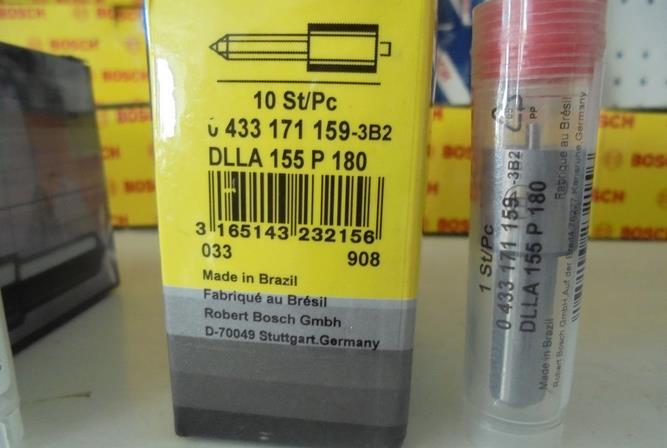 BOSCH
BOSCH
BOSCH
10 St/Pc
0 433 171 159-3B2
DLLA 155 P 180
3 165143 232156
033 908
Made in Brazil
Fabriqué au Brésil
Robert Bosch Gmbh
D-70049 Stuttgart.Germany
1 St/Pc
0 433 171 159-3B2
DLLA 155 P 180
PP
Made in Brazil
Fabriqué au Brésil
BOSCH
BOSCH